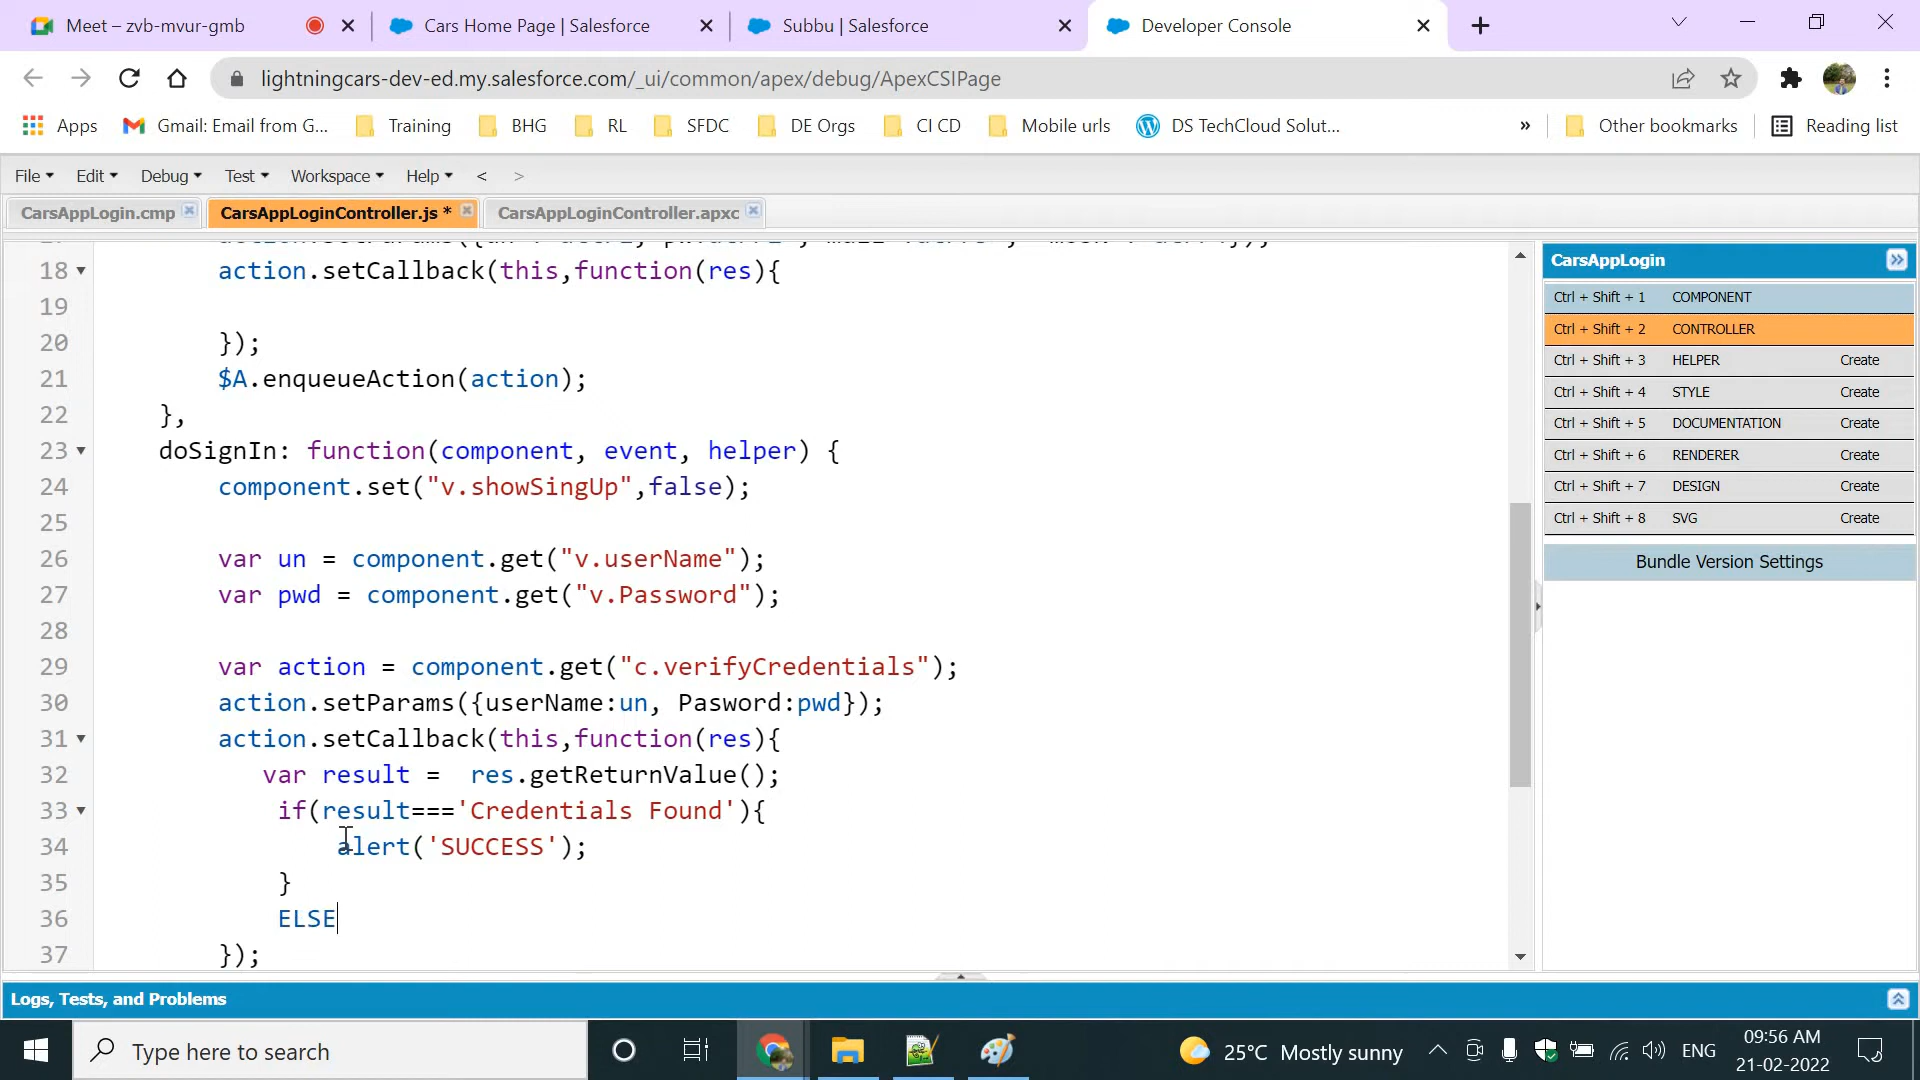 Meet – zvb-mvur-gmb
Cars Home Page | Salesforce
Subbu | Salesforce
Developer Console
lightningcars-dev-ed.my.salesforce.com/_ui/common/apex/debug/ApexCSIPage
Apps
Gmail: Email from G...
Training
BHG
RL
SFDC
DE Orgs
CI CD
Mobile urls
DS TechCloud Solut...
»
Other bookmarks
Reading list
File
Edit
Debug
Test
Workspace
Help
<
>
CarsAppLogin.cmp
CarsAppLoginController.js *
CarsAppLoginController.apxc
18 action.setCallback(this,function(res){
19
20 });
21 $A.enqueueAction(action);
22 },
23 doSignIn: function(component, event, helper) {
24 component.set("v.showSingUp",false);
25
26 var un = component.get("v.userName");
27 var pwd = component.get("v.Password");
28
29 var action = component.get("c.verifyCredentials");
30 action.setParams({userName:un, Pasword:pwd});
31 action.setCallback(this,function(res){
32 var result =  res.getReturnValue();
33 if(result==='Credentials Found'){
34 alert('SUCCESS');
35 }
36 ELSE
37 });
CarsAppLogin
Ctrl + Shift + 1 COMPONENT
Ctrl + Shift + 2 CONTROLLER
Ctrl + Shift + 3 HELPER Create
Ctrl + Shift + 4 STYLE Create
Ctrl + Shift + 5 DOCUMENTATION Create
Ctrl + Shift + 6 RENDERER Create
Ctrl + Shift + 7 DESIGN Create
Ctrl + Shift + 8 SVG Create
Bundle Version Settings
Logs, Tests, and Problems
Type here to search
25°C Mostly sunny
ENG
09:56 AM
21-02-2022